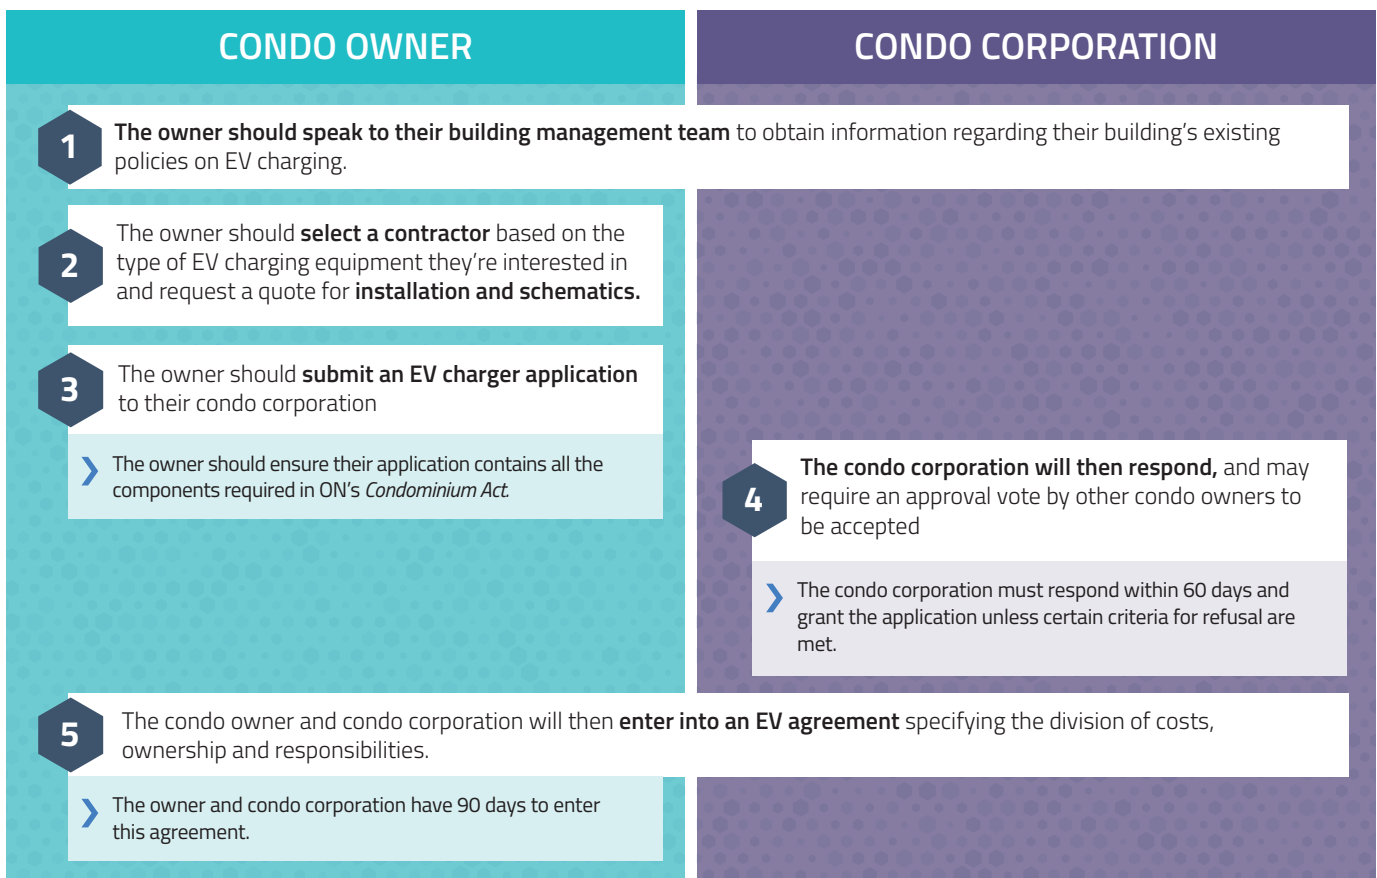 CONDO OWNER
CONDO CORPORATION
1
The owner should speak to their building management team to obtain information regarding their building's existing
policies on EV charging.
2
The owner should select a contractor based on the
type of EV charging equipment they're interested in
and request a quote for installation and schematics.
3
The owner should submit an EV charger application
to their condo corporation
The owner should ensure their application contains all the
components required in ON's Condominium Act.
4
The condo corporation will then respond, and may
require an approval vote by other condo owners to
be accepted
The condo corporation must respond within 60 days and
grant the application unless certain criteria for refusal are
met.
5
The condo owner and condo corporation will then enter into an EV agreement specifying the division of costs,
ownership and responsibilities.
The owner and condo corporation have 90 days to enter
this agreement.